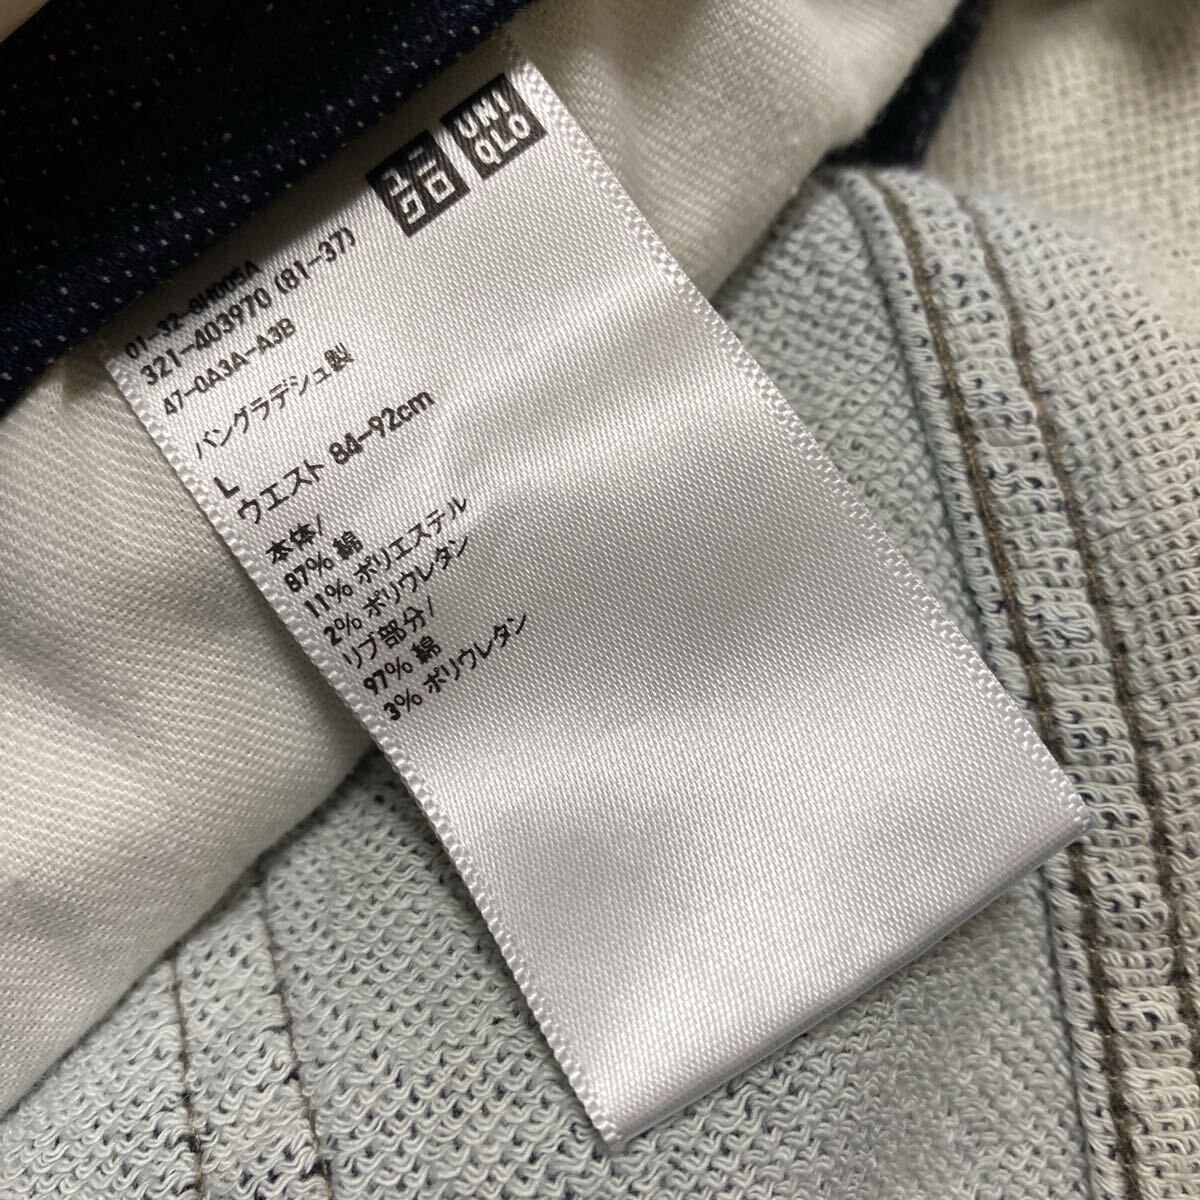 ユニクロ
UNIQLO
01-32-8H005A
321-403970 (81-37)
47-0A3A-A3B
バングラデシュ製
L
ウエスト 84-92cm
本体/
87% 綿
11% ポリエステル
2% ポリウレタン
リブ部分/
97% 綿
3% ポリウレタン